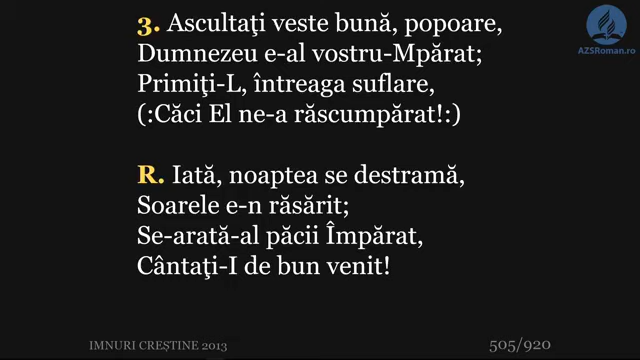 AZSRoman.ro
3. Ascultaţi veste bună, popoare,
Dumnezeu e-al vostru-Mpărat;
Primiţi-L, întreaga suflare,
(:Căci El ne-a răscumpărat!:)
R. Iată, noaptea se destramă,
Soarele e-n răsărit;
Se-arată-al păcii Împărat,
Cântaţi-I de bun venit!
IMNURI CREȘTINE 2013
505/920